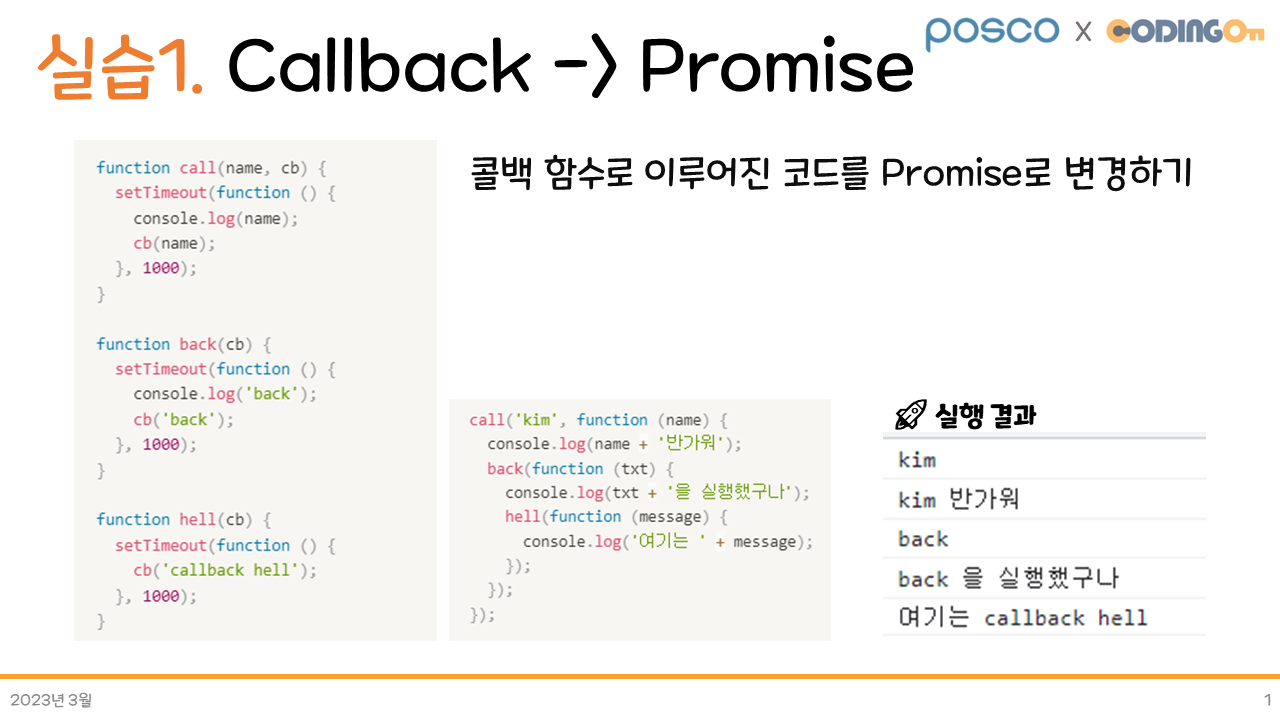 실습1. Callback -> Promise
posco X CODINGOn
콜백 함수로 이루어진 코드를 Promise로 변경하기
function call(name, cb) {
  setTimeout(function () {
    console.log(name);
    cb(name);
  }, 1000);
}
function back(cb) {
  setTimeout(function () {
    console.log('back');
    cb('back');
  }, 1000);
}
function hell(cb) {
  setTimeout(function () {
    cb('callback hell');
  }, 1000);
}
call('kim', function (name) {
  console.log(name + '반가워');
  back(function (txt) {
    console.log(txt + '을 실행했구나');
    hell(function (message) {
      console.log('여기는 ' + message);
    });
  });
});
실행 결과
kim
kim 반가워
back
back 을 실행했구나
여기는 callback hell
2023년 3월
1